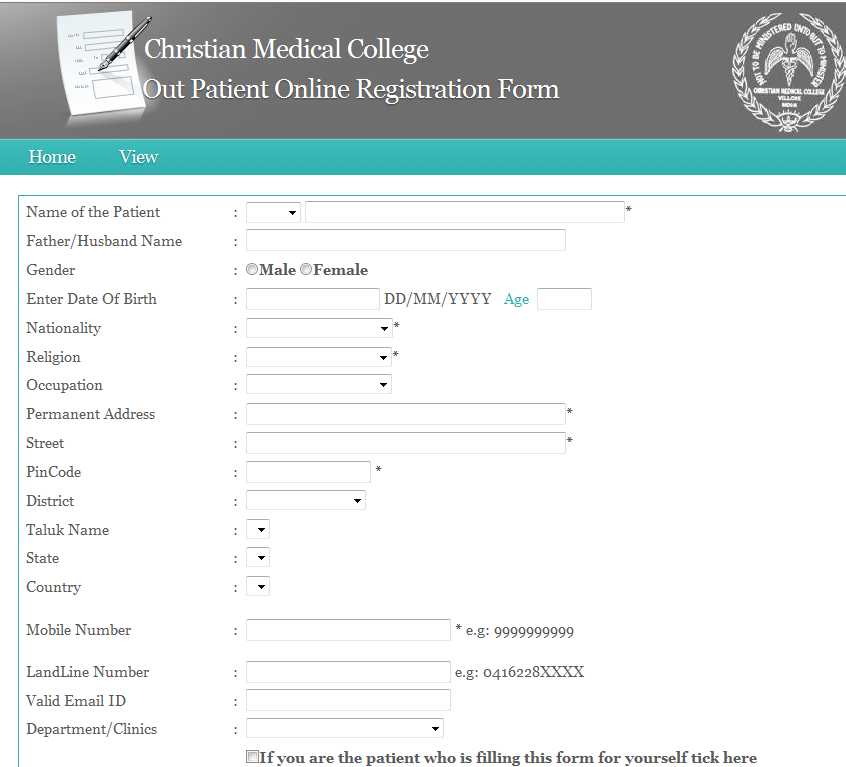 Christian Medical College
Out Patient Online Registration Form
NOT TO BE MINISTERED UNTO BUT TO MINISTER
CHRISTIAN MEDICAL COLLEGE
VELLORE
INDIA
Home View
Name of the Patient : *
Father/Husband Name :
Gender : Male Female
Enter Date Of Birth : DD/MM/YYYY Age
Nationality : *
Religion : *
Occupation :
Permanent Address : *
Street : *
PinCode : *
District :
Taluk Name :
State :
Country :
Mobile Number : * e.g: 9999999999
LandLine Number : e.g: 0416228XXXX
Valid Email ID :
Department/Clinics :
If you are the patient who is filling this form for yourself tick here